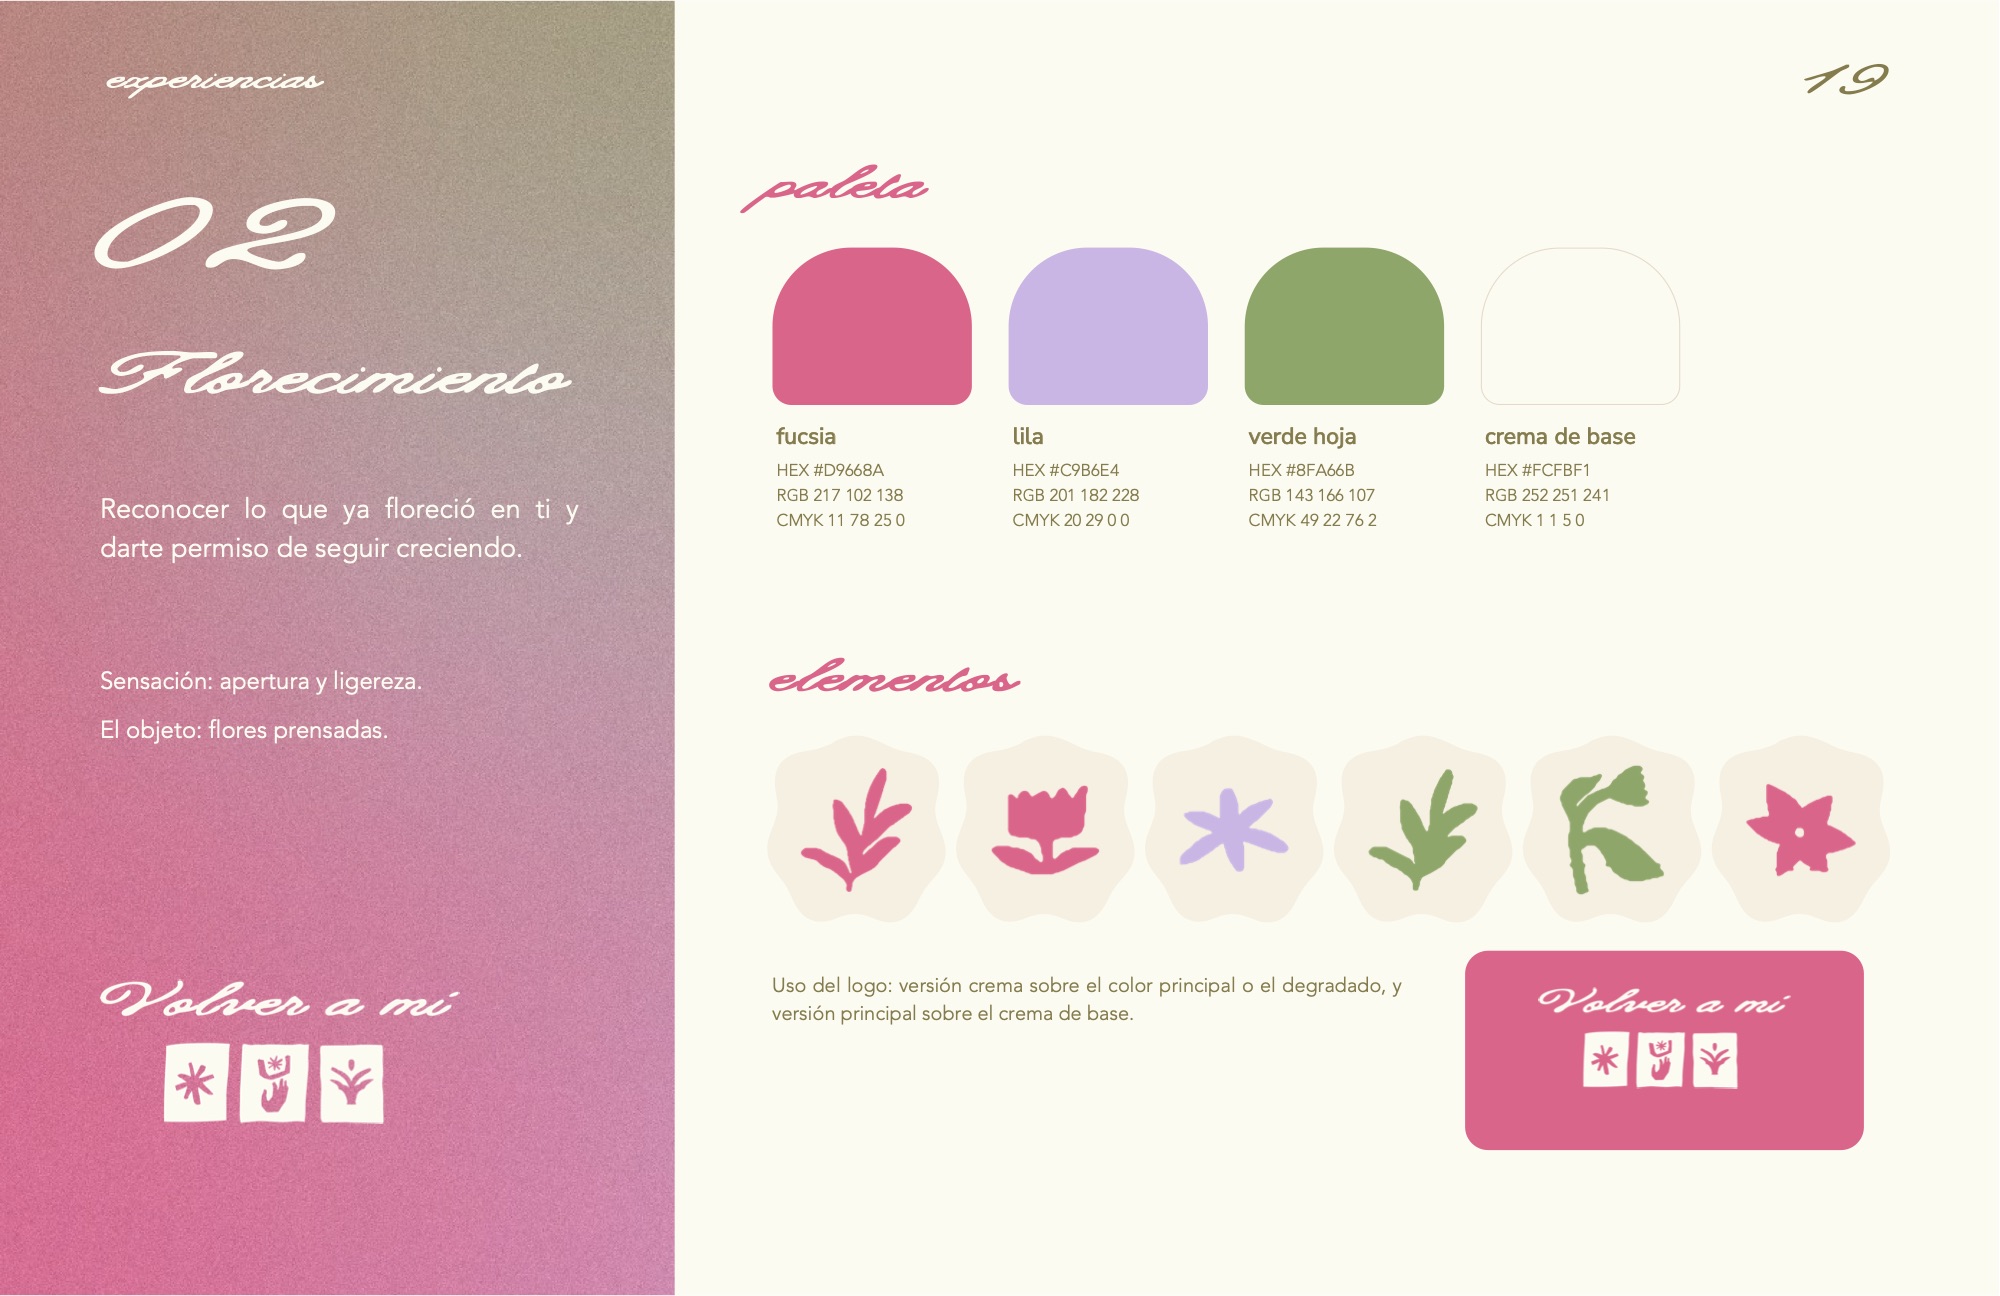 experiencias
19
02
Florecimiento
Reconocer lo que ya floreció en ti y
darte permiso de seguir creciendo.
Sensación: apertura y ligereza.
El objeto: flores prensadas.
Volver a mí
paleta
fucsia
HEX #D9668A
RGB 217 102 138
CMYK 11 78 25 0
lila
HEX #C9B6E4
RGB 201 182 228
CMYK 20 29 0 0
verde hoja
HEX #8FA66B
RGB 143 166 107
CMYK 49 22 76 2
crema de base
HEX #FCFBF1
RGB 252 251 241
CMYK 1 1 5 0
elementos
Uso del logo: versión crema sobre el color principal o el degradado, y
versión principal sobre el crema de base.
Volver a mí